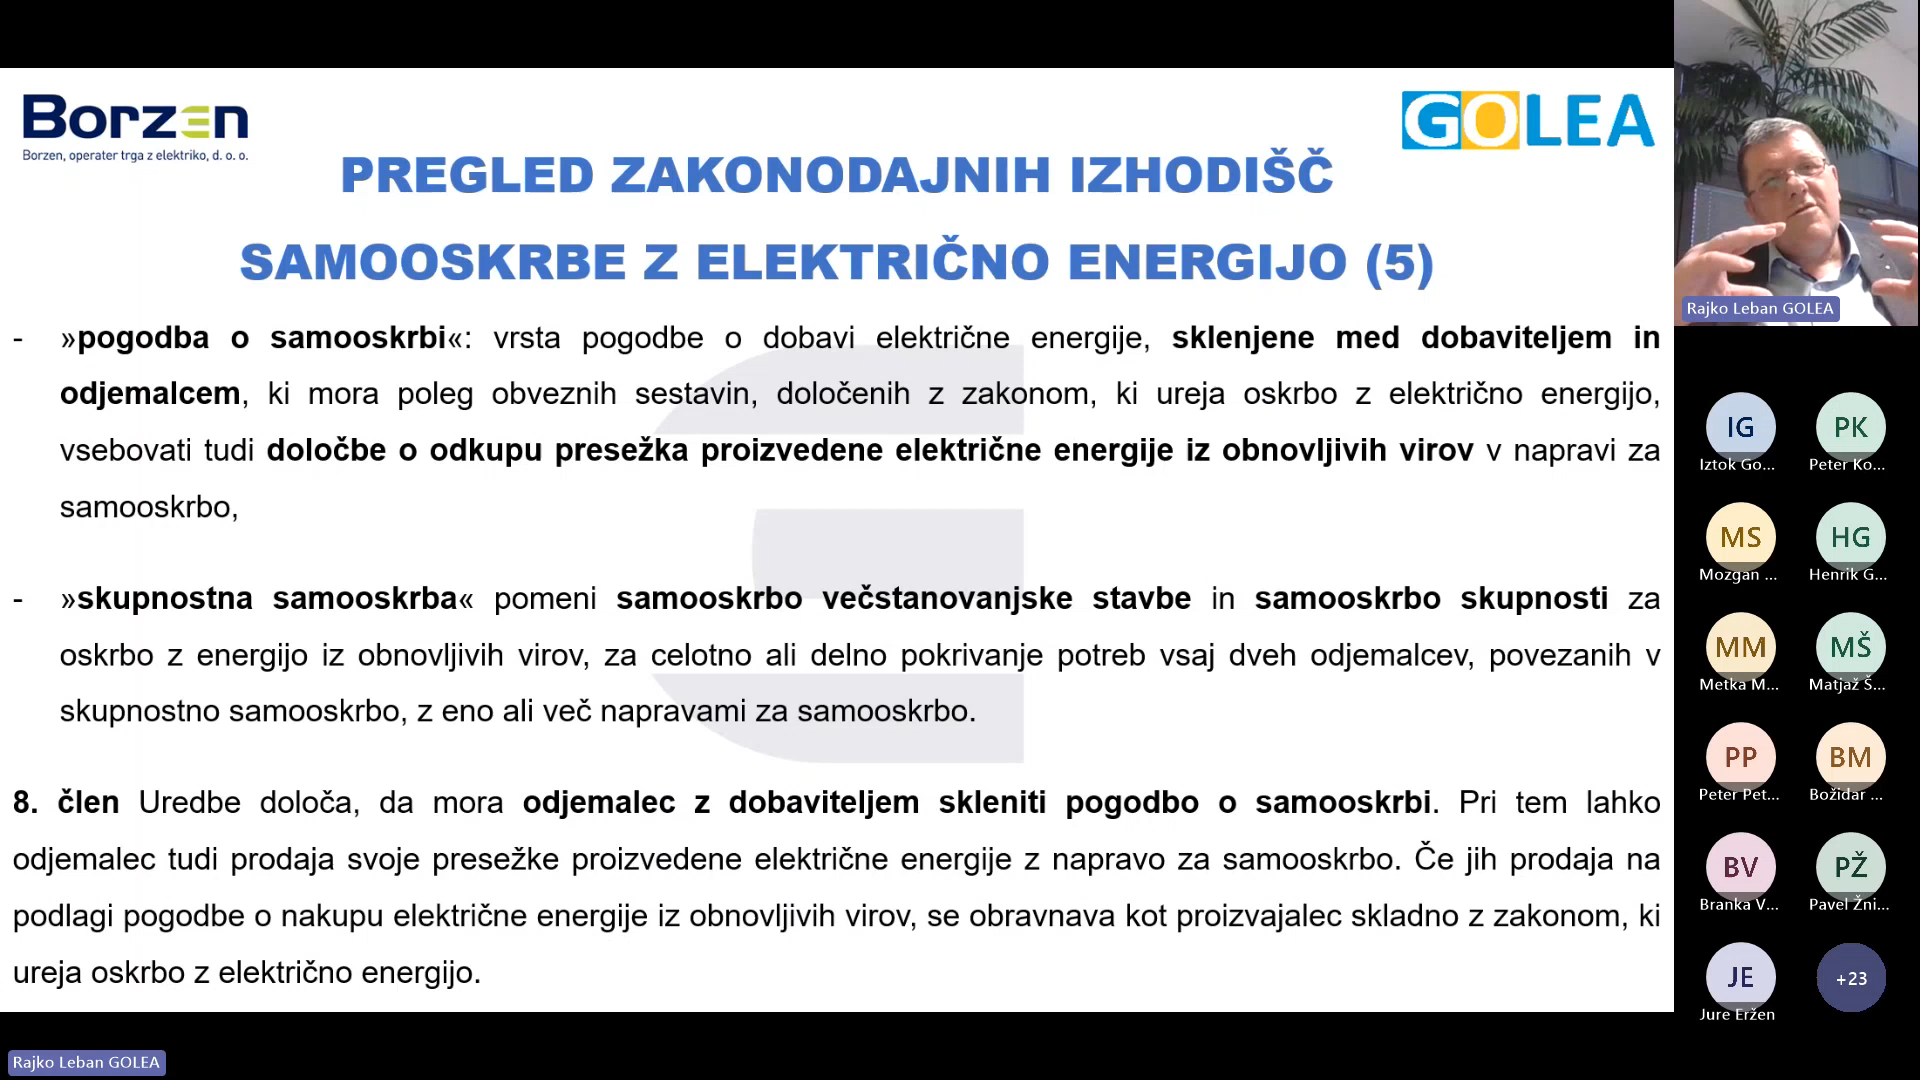 Borzen
Borzen, operater trga z elektriko, d. o. o.
GOLEA
PREGLED ZAKONODAJNIH IZHODIŠČ
SAMOOSKRBE Z ELEKTRIČNO ENERGIJO (5)
- »pogodba o samooskrbi«: vrsta pogodbe o dobavi električne energije, sklenjene med dobaviteljem in
odjemalcem, ki mora poleg obveznih sestavin, določenih z zakonom, ki ureja oskrbo z električno energijo,
vsebovati tudi določbe o odkupu presežka proizvedene električne energije iz obnovljivih virov v napravi za
samooskrbo,
- »skupnostna samooskrba« pomeni samooskrbo večstanovanjske stavbe in samooskrbo skupnosti za
oskrbo z energijo iz obnovljivih virov, za celotno ali delno pokrivanje potreb vsaj dveh odjemalcev, povezanih v
skupnostno samooskrbo, z eno ali več napravami za samooskrbo.
8. člen Uredbe določa, da mora odjemalec z dobaviteljem skleniti pogodbo o samooskrbi. Pri tem lahko
odjemalec tudi prodaja svoje presežke proizvedene električne energije z napravo za samooskrbo. Če jih prodaja na
podlagi pogodbe o nakupu električne energije iz obnovljivih virov, se obravnava kot proizvajalec skladno z zakonom, ki
ureja oskrbo z električno energijo.
Rajko Leban GOLEA
IG
Iztok Go...
PK
Peter Ko...
MS
Mozgan ...
HG
Henrik G...
MM
Metka M...
MŠ
Matjaž Š...
PP
Peter Pet...
BM
Božidar ...
BV
Branka V...
PŽ
Pavel Žni...
JE
Jure Eržen
+23
Rajko Leban GOLEA